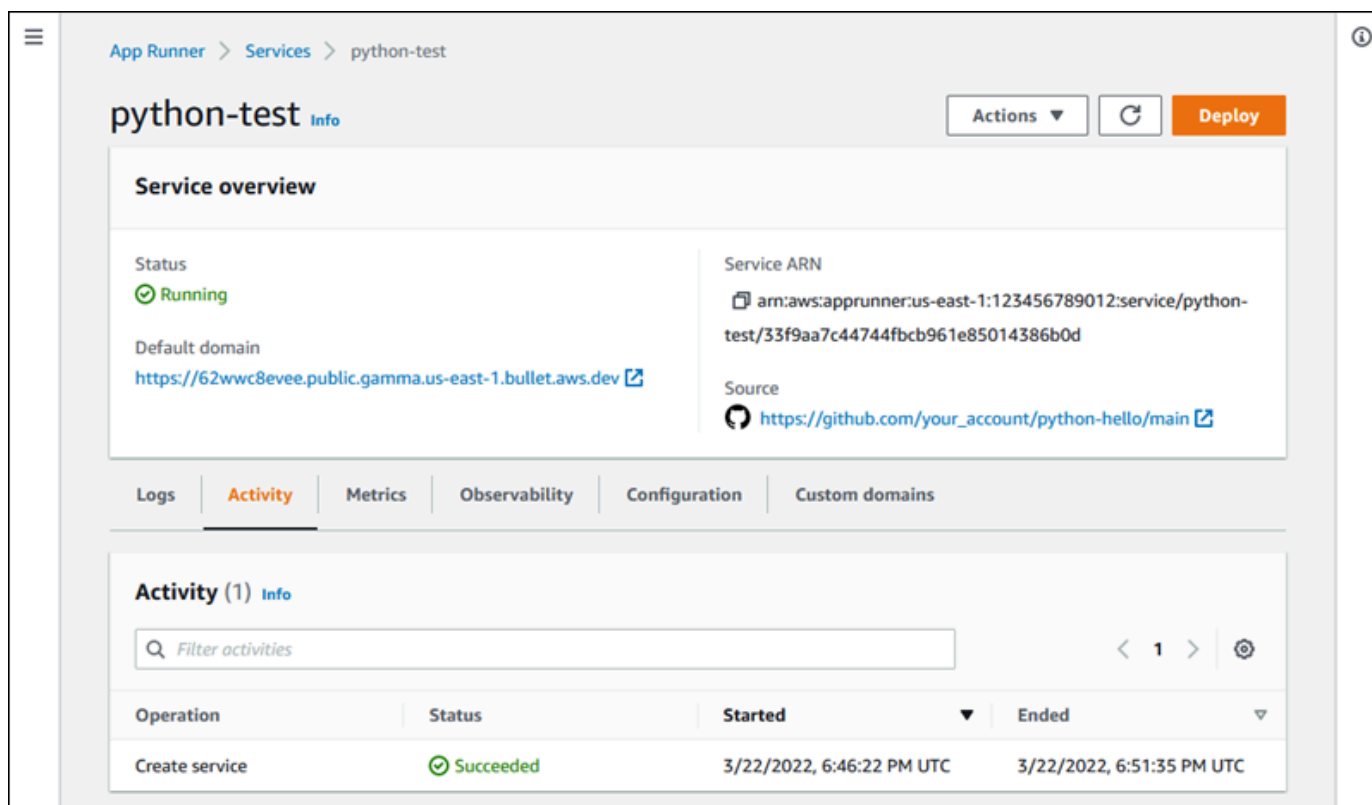 App Runner > Services > python-test
python-test Info
Actions
Deploy
Service overview
Status
Running
Default domain
https://62wwc8evee.public.gamma.us-east-1.bullet.aws.dev
Service ARN
arn:aws:apprunner:us-east-1:123456789012:service/python-
test/33f9aa7c44744fbcb961e85014386b0d
Source
https://github.com/your_account/python-hello/main
Logs Activity Metrics Observability Configuration Custom domains
Activity (1) Info
Filter activities
< 1 >
Operation Status Started Ended
Create service Succeeded 3/22/2022, 6:46:22 PM UTC 3/22/2022, 6:51:35 PM UTC